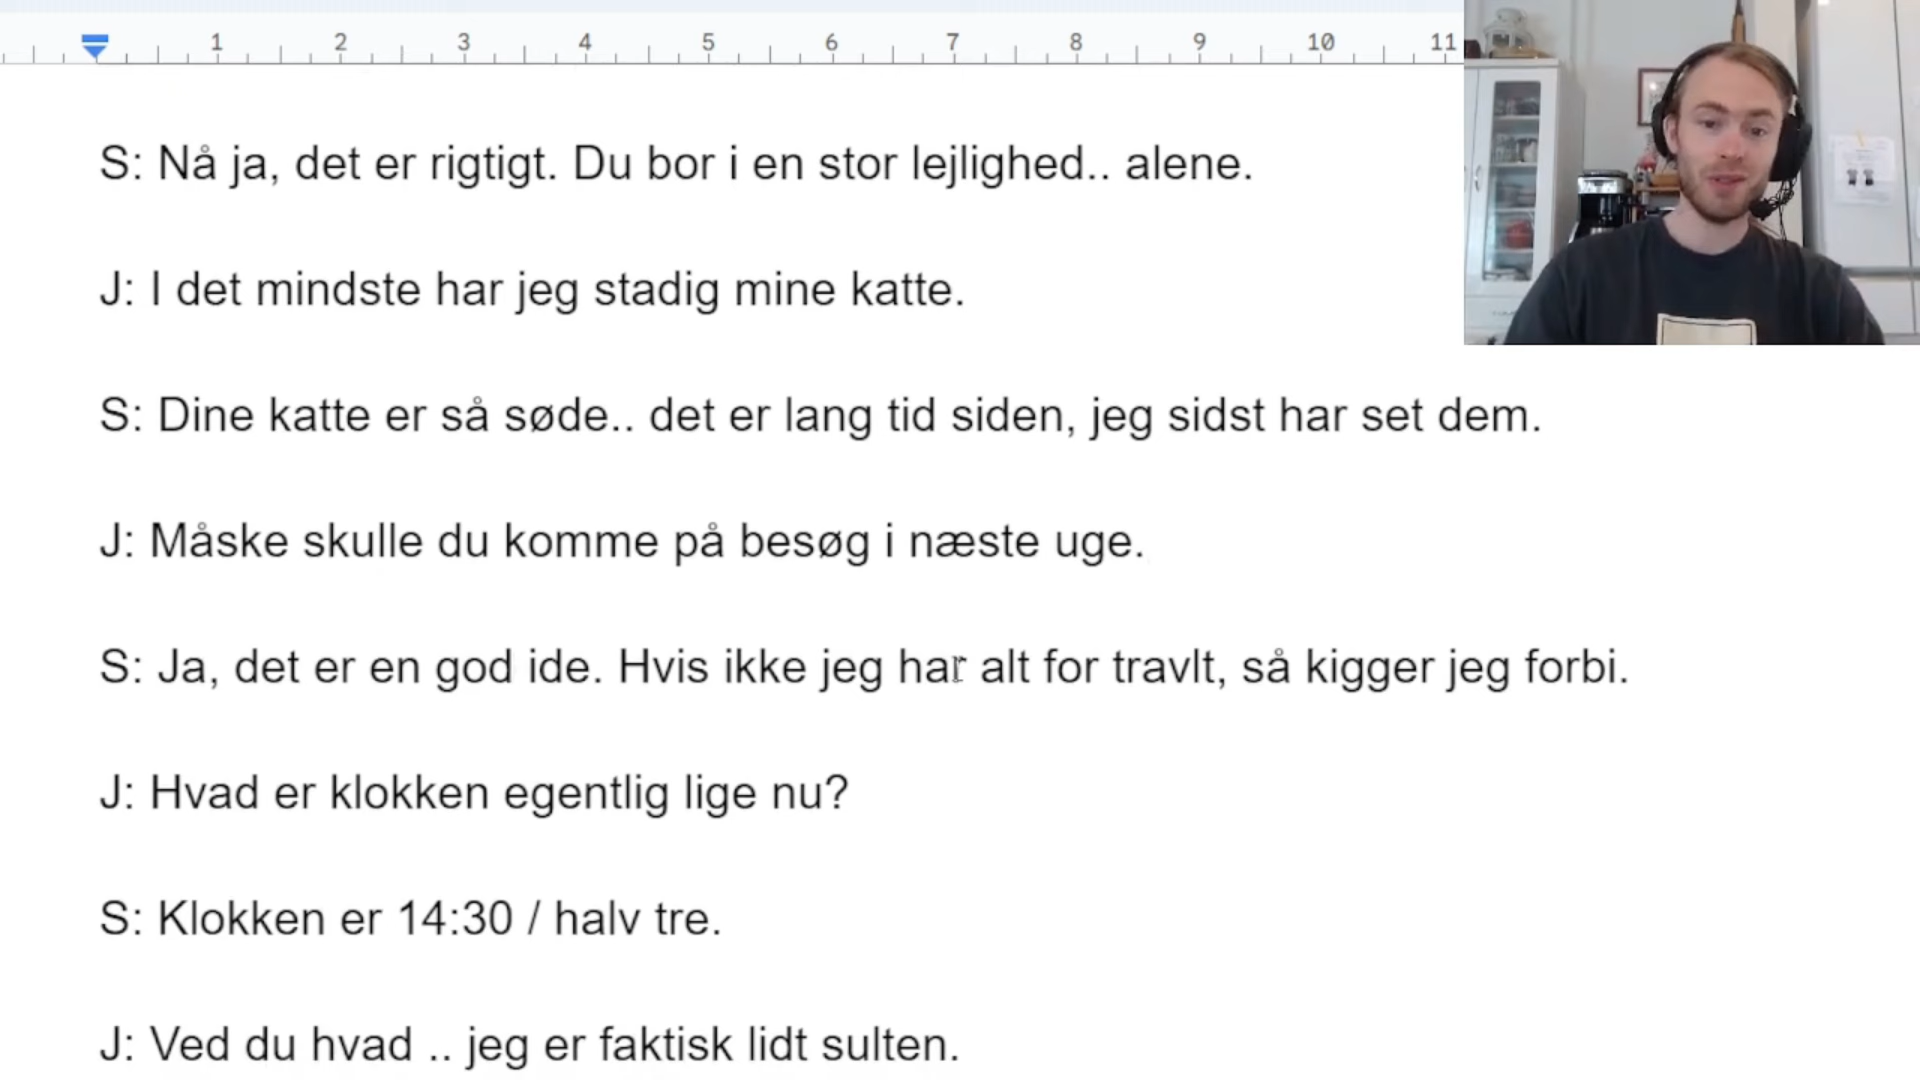 1 2 3 4 5 6 7 8 9 10 11
S: Nå ja, det er rigtigt. Du bor i en stor lejlighed.. alene.
J: I det mindste har jeg stadig mine katte.
S: Dine katte er så søde.. det er lang tid siden, jeg sidst har set dem.
J: Måske skulle du komme på besøg i næste uge.
S: Ja, det er en god ide. Hvis ikke jeg har alt for travlt, så kigger jeg forbi.
J: Hvad er klokken egentlig lige nu?
S: Klokken er 14:30 / halv tre.
J: Ved du hvad .. jeg er faktisk lidt sulten.